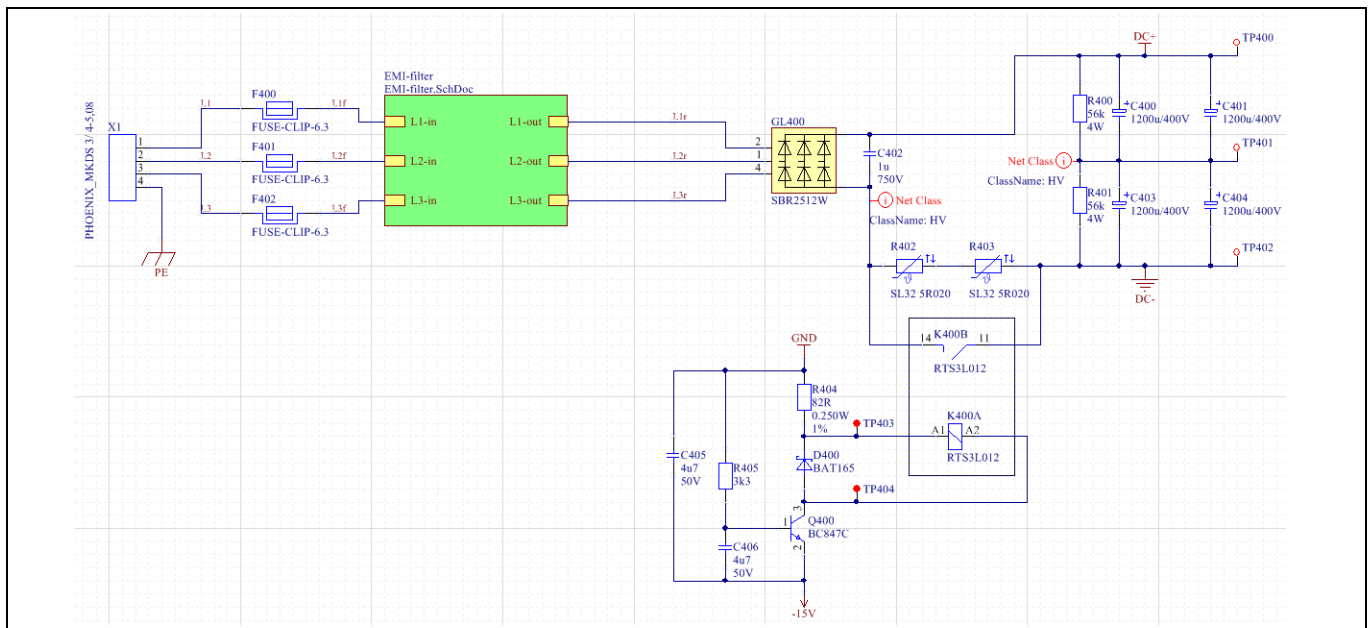 PHOENIX_MKDS 3/ 4-5,08
X1
1
2
3
4
PE
L1
L2
L3
F400
FUSE-CLIP-6.3
F401
FUSE-CLIP-6.3
F402
FUSE-CLIP-6.3
L1f
L2f
L3f
EMI-filter
EMI-filter.SchDoc
L1-in
L2-in
L3-in
L1-out
L2-out
L3-out
L1r
L2r
L3r
GL400
2
1
4
SBR2512W
C402
1u
750V
i Net Class
ClassName: HV
DC+
TP400
R400
56k
4W
C400
1200u/400V
C401
1200u/400V
TP401
Net Class i
ClassName: HV
R401
56k
4W
C403
1200u/400V
C404
1200u/400V
TP402
DC-
R402
SL32 5R020
R403
SL32 5R020
K400B
14
11
RTS3L012
K400A
A1
A2
RTS3L012
GND
R404
82R
0.250W
1%
TP403
D400
BAT165
TP404
C405
4u7
50V
R405
3k3
C406
4u7
50V
1
3
2
Q400
BC847C
-15V